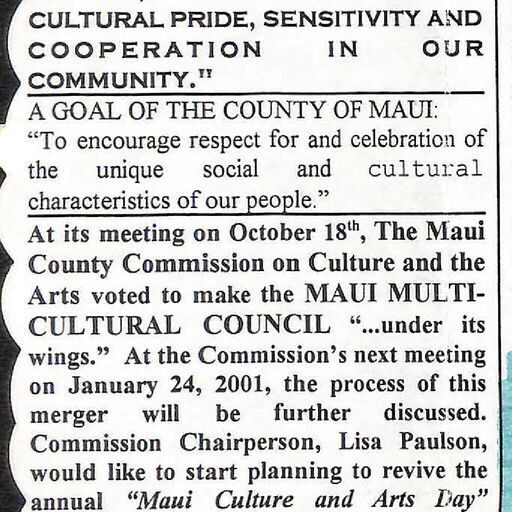 CULTURAL PRIDE, SENSITIVITY AND
COOPERATION IN OUR
COMMUNITY."
A GOAL OF THE COUNTY OF MAUI:
“To encourage respect for and celebration of
the unique social and cultural
characteristics of our people.”
At its meeting on October 18th, The Maui
County Commission on Culture and the
Arts voted to make the MAUI MULTI-
CULTURAL COUNCIL “...under its
wings.” At the Commission’s next meeting
on January 24, 2001, the process of this
merger will be further discussed.
Commission Chairperson, Lisa Paulson,
would like to start planning to revive the
annual “Maui Culture and Arts Day”